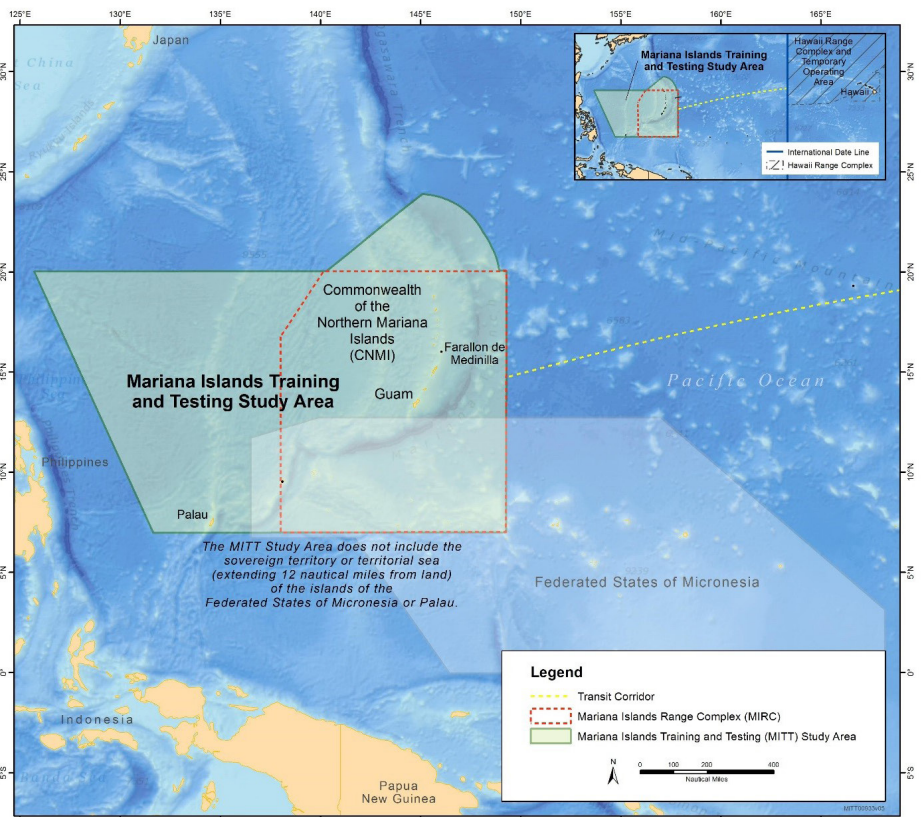 125°E 130°E 135°E 140°E 145°E 150°E 155°E 160°E 165°E
Japan
30°N
25°N
20°N
15°N
10°N
5°N
0°
5°S
Mariana Islands Training
and Testing Study Area
Hawaii Range
Complex and
Temporary
Operating
Area
Hawaii
International Date Line
Hawaii Range Complex
Commonwealth
of the
Northern Mariana
Islands
(CNMI)
Farallon de
Medinilla
Mariana Islands Training
and Testing Study Area
Guam
Pacific Ocean
Philippines
Palau
The MITT Study Area does not include the
sovereign territory or territorial sea
(extending 12 nautical miles from land)
of the islands of the
Federated States of Micronesia or Palau.
Federated States of Micronesia
Indonesia
Papua
New Guinea
Legend
Transit Corridor
Mariana Islands Range Complex (MIRC)
Mariana Islands Training and Testing (MITT) Study Area
N
0 100 200 400
Nautical Miles